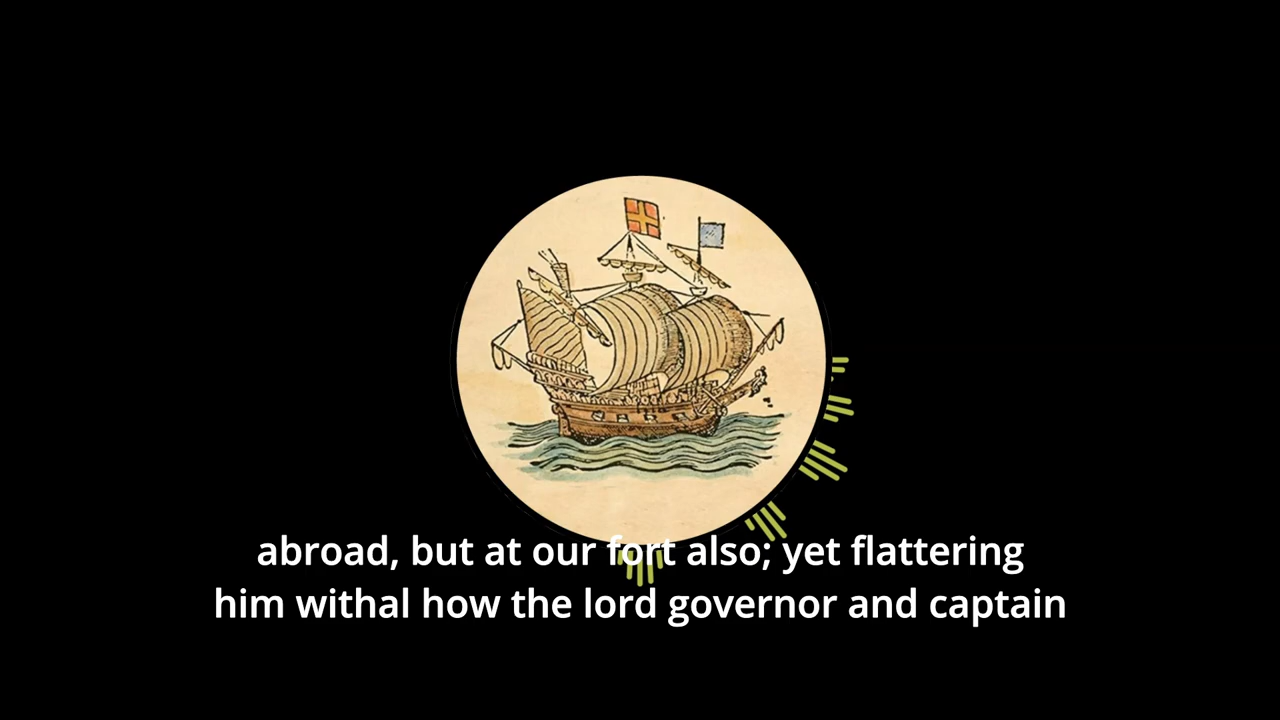 abroad, but at our fort also; yet flattering
him withal how the lord governor and captain